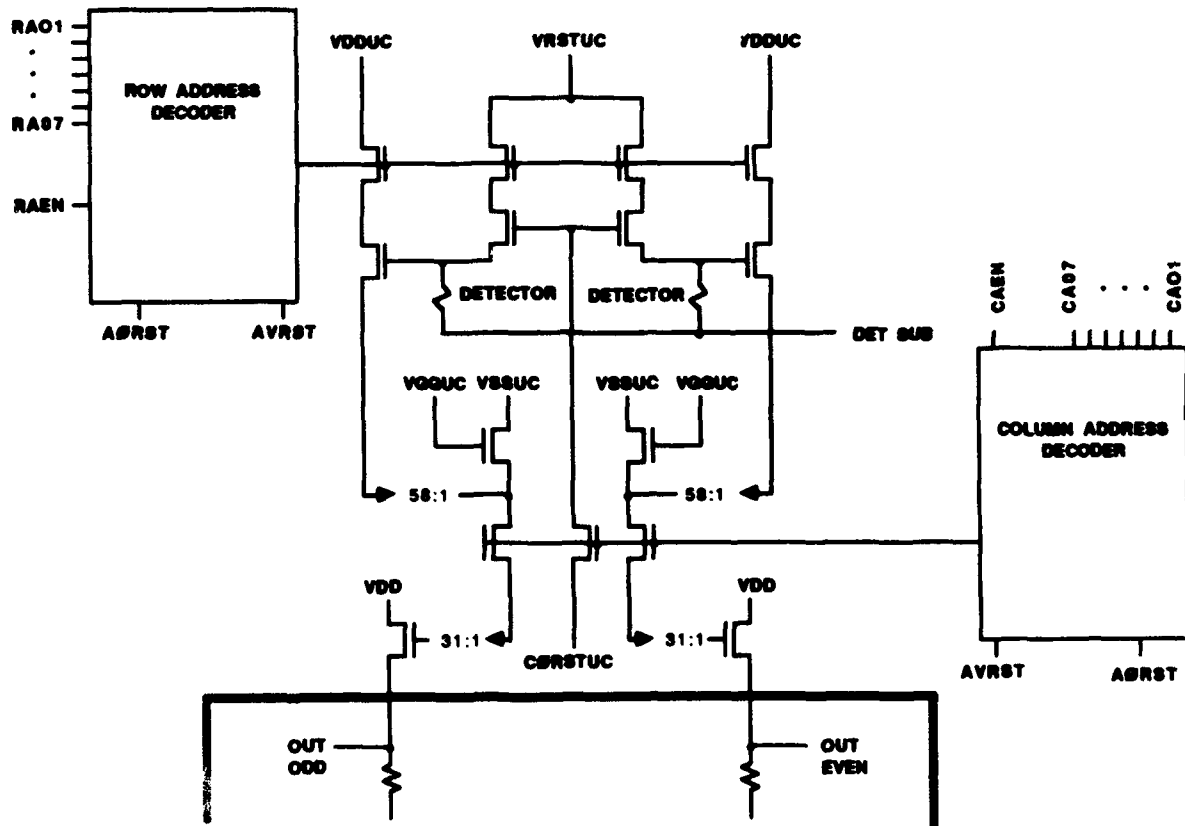 RA01
VDDUC
VRSTUC
VDDUC
ROW ADDRESS
DECODER
RA07
RAEN
CAEN
CA07
CA01
DETECTOR
DETECTOR
AØRST
AVRST
DET SUB
VGGUC
VSSUC
VSSUC
VGGUC
COLUMN ADDRESS
DECODER
58:1
58:1
VDD
VDD
31:1
31:1
CØRSTUC
AVRST
AØRST
OUT
ODD
OUT
EVEN